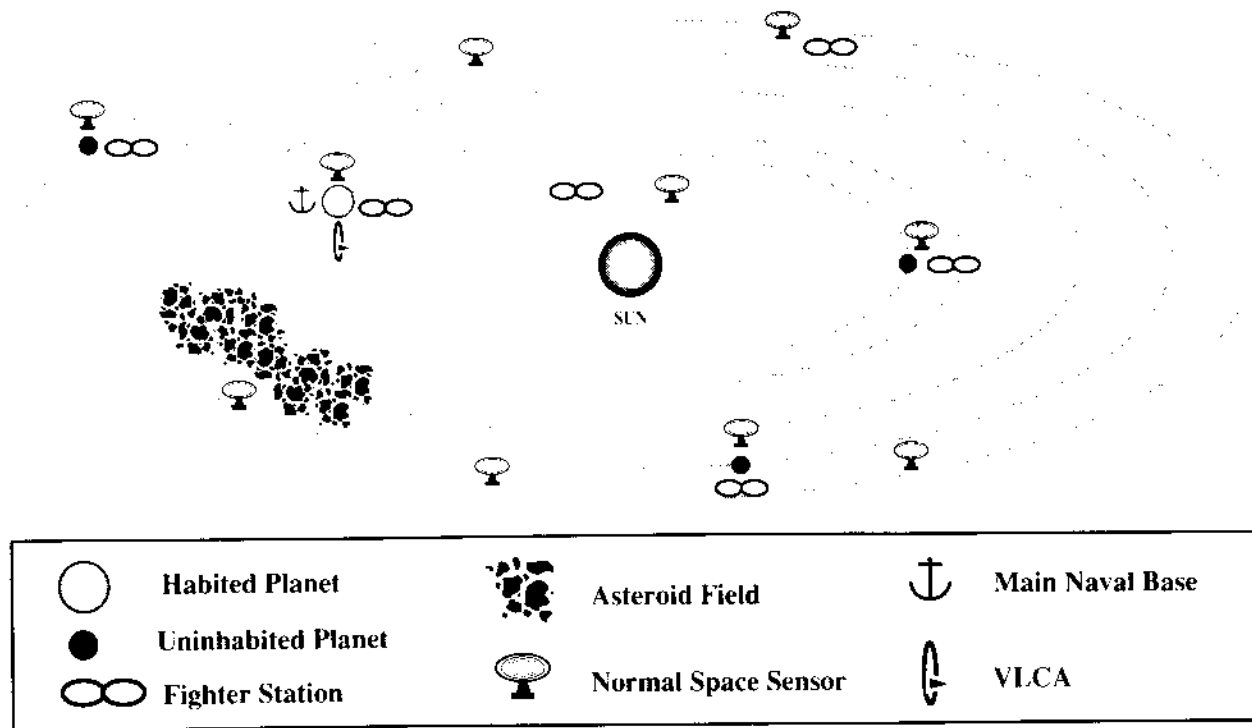 SUN
Habited Planet
Uninhabited Planet
Fighter Station
Asteroid Field
Normal Space Sensor
Main Naval Base
VLCA